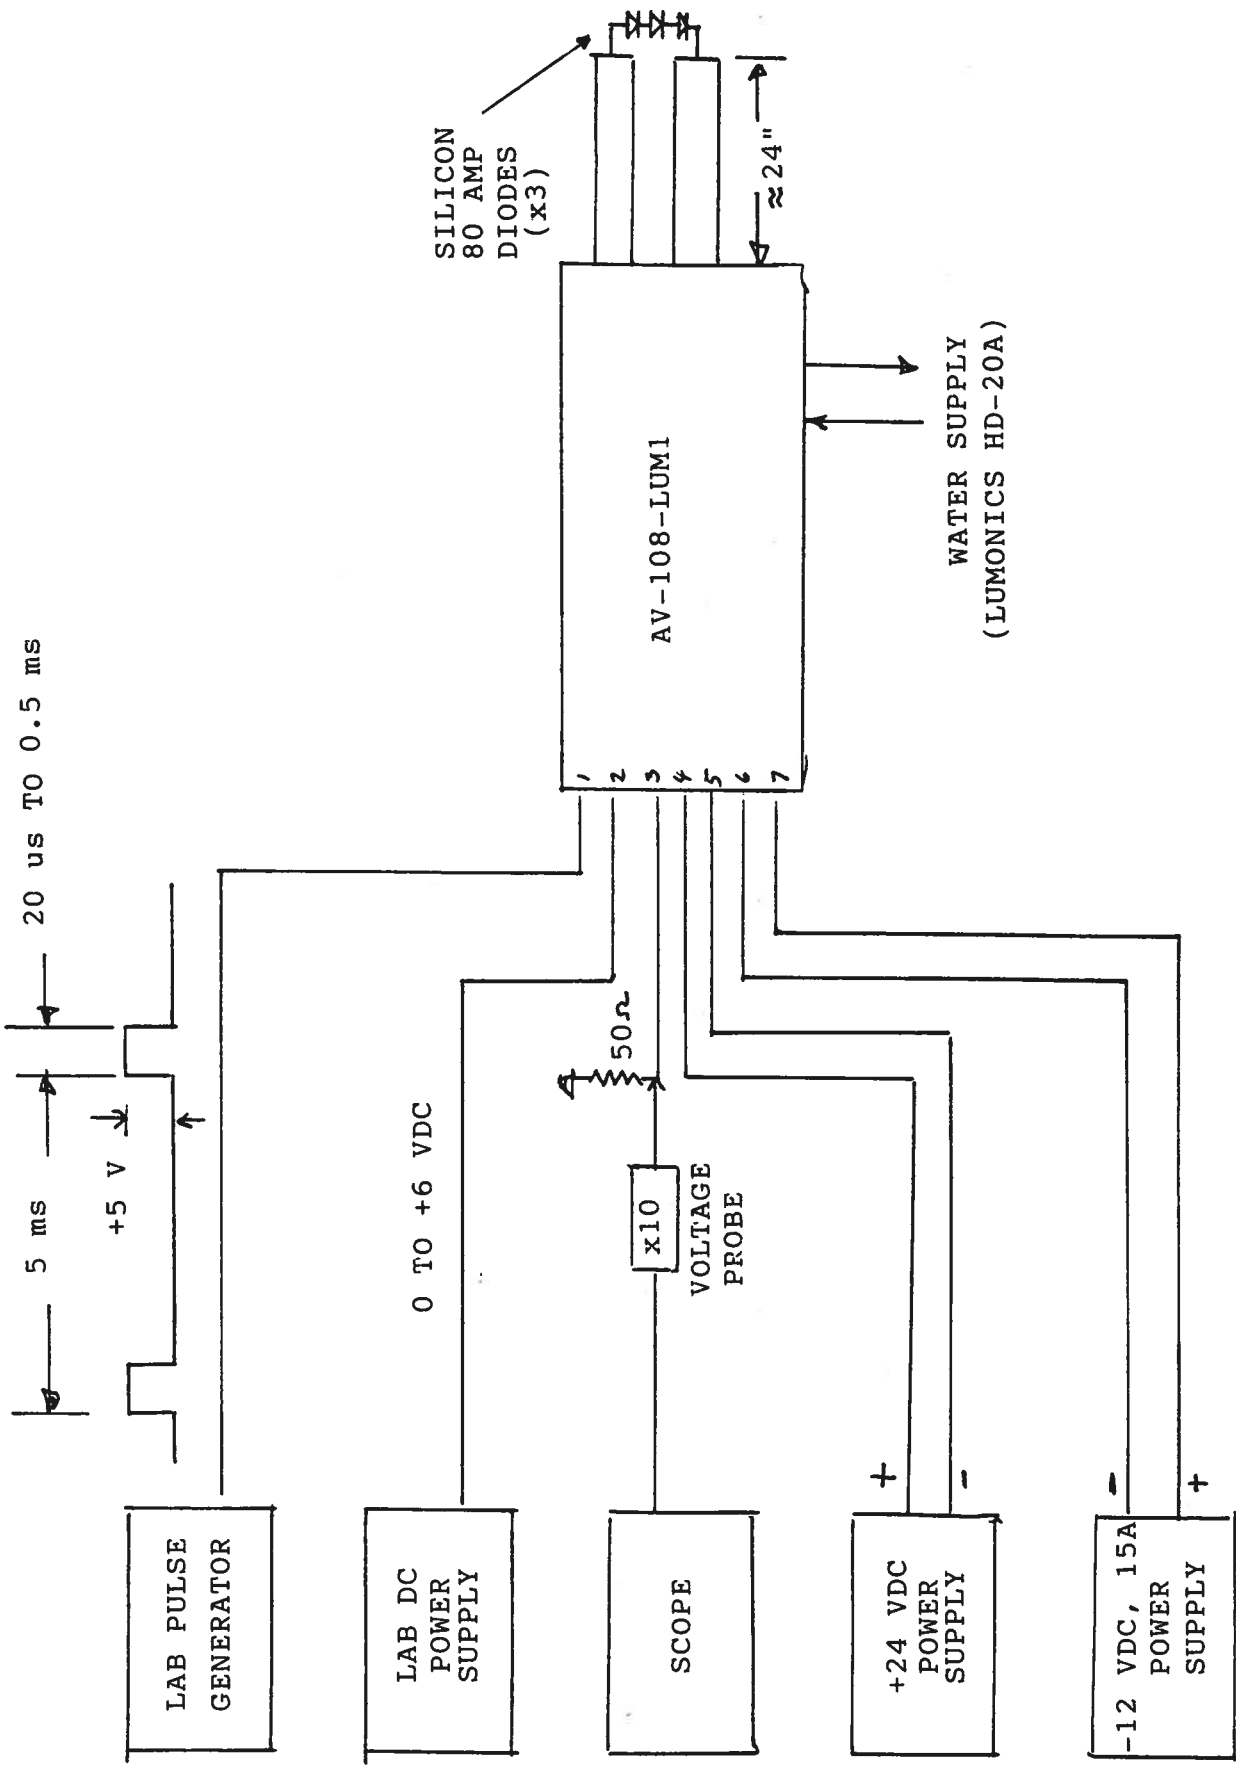 20 us TO 0.5 ms
5 ms
+5 V
LAB PULSE
GENERATOR
0 TO +6 VDC
LAB DC
POWER
SUPPLY
50Ω
x10
VOLTAGE
PROBE
SCOPE
+
-
+24 VDC
POWER
SUPPLY
-
+
-12 VDC, 15A
POWER
SUPPLY
1
2
3
4
5
6
7
AV-108-LUM1
SILICON
80 AMP
DIODES
(x3)
≈24"
WATER SUPPLY
(LUMONICS HD-20A)